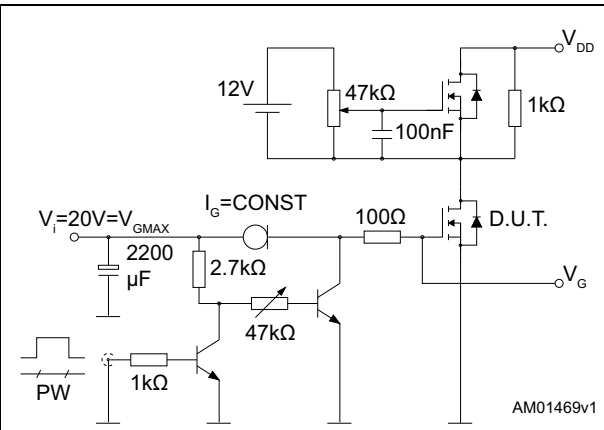 V_DD
12V
47kΩ
1kΩ
100nF
I_G=CONST
100Ω
D.U.T.
V_i=20V=V_GMAX
2200
µF
2.7kΩ
V_G
47kΩ
1kΩ
PW
AM01469v1